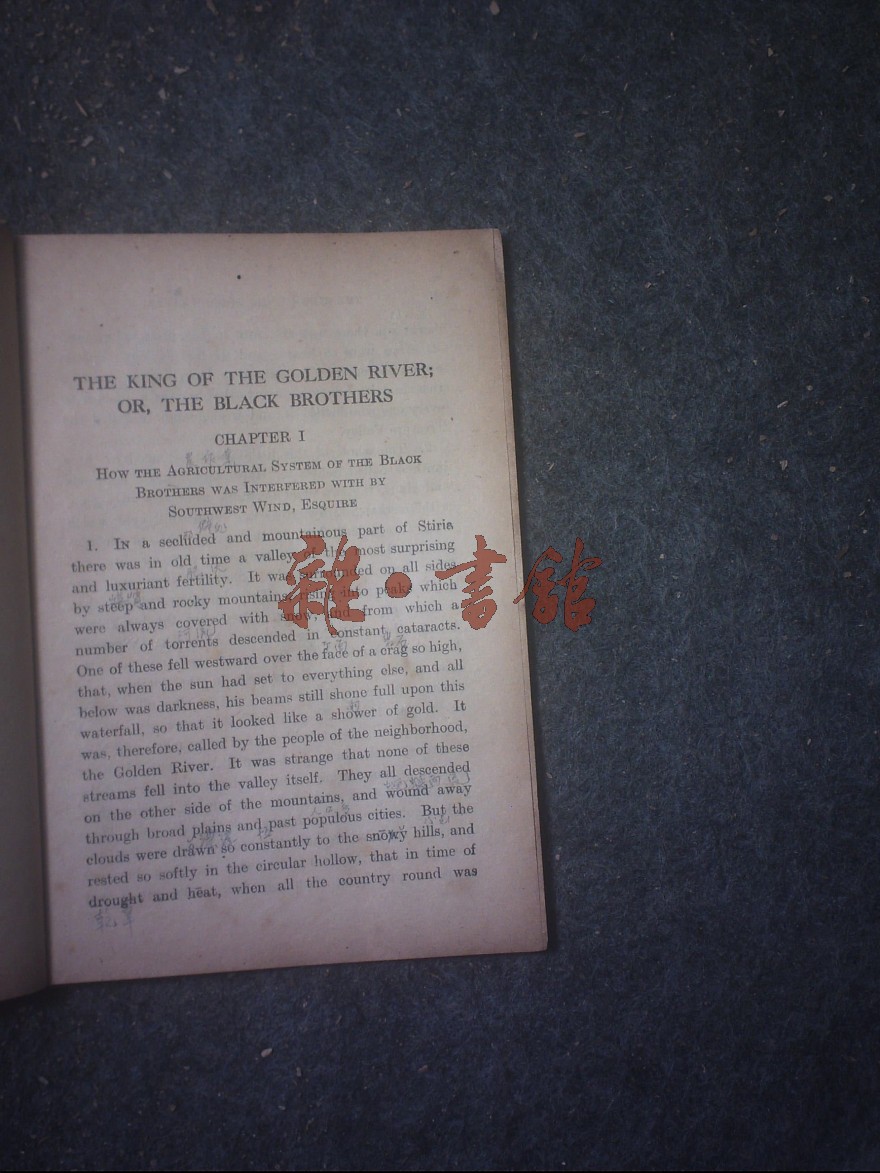 THE KING OF THE GOLDEN RIVER;
OR, THE BLACK BROTHERS
CHAPTER I
HOW THE AGRICULTURAL SYSTEM OF THE BLACK
BROTHERS WAS INTERFERED WITH BY
SOUTHWEST WIND, ESQUIRE
1. IN a secluded and mountainous part of Stiria
there was in old time a valley of the most surprising
and luxuriant fertility. It was surrounded on all sides
by steep and rocky mountains, rising into peaks which
were always covered with snow, and from which a
number of torrents descended in constant cataracts.
One of these fell westward over the face of a crag so high,
that, when the sun had set to everything else, and all
below was darkness, his beams still shone full upon this
waterfall, so that it looked like a shower of gold. It
was, therefore, called by the people of the neighborhood,
the Golden River. It was strange that none of these
streams fell into the valley itself. They all descended
on the other side of the mountains, and wound away
through broad plains and past populous cities. But the
clouds were drawn so constantly to the snowy hills, and
rested so softly in the circular hollow, that in time of
drought and heat, when all the country round was
雜·書館